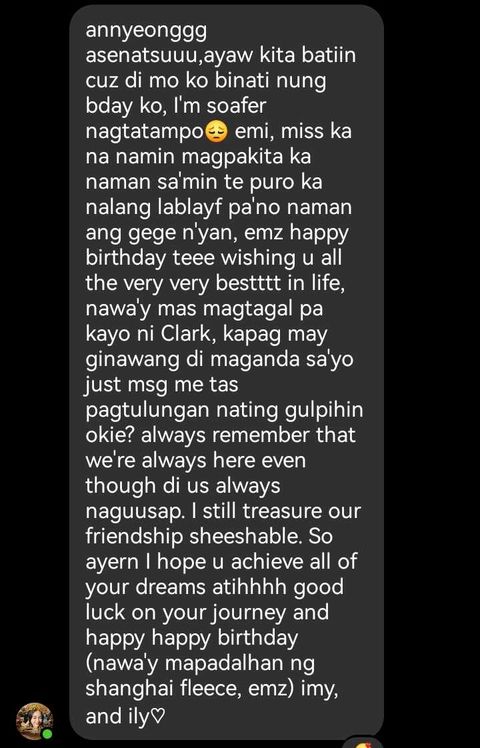 annyeonggg
asenatsuuu,ayaw kita batiin
cuz di mo ko binati nung
bday ko, I'm soafer
nagtatampo😔 emi, miss ka
na namin magpakita ka
naman sa'min te puro ka
nalang lablayf pa'no naman
ang gege n'yan, emz happy
birthday teee wishing u all
the very very bestttt in life,
nawa'y mas magtagal pa
kayo ni Clark, kapag may
ginawang di maganda sa'yo
just msg me tas
pagtulungan nating gulpihin
okie? always remember that
we're always here even
though di us always
naguusap. I still treasure our
friendship sheeshable. So
ayern I hope u achieve all of
your dreams atihhhh good
luck on your journey and
happy happy birthday
(nawa'y mapadalhan ng
shanghai fleece, emz) imy,
and ily♡